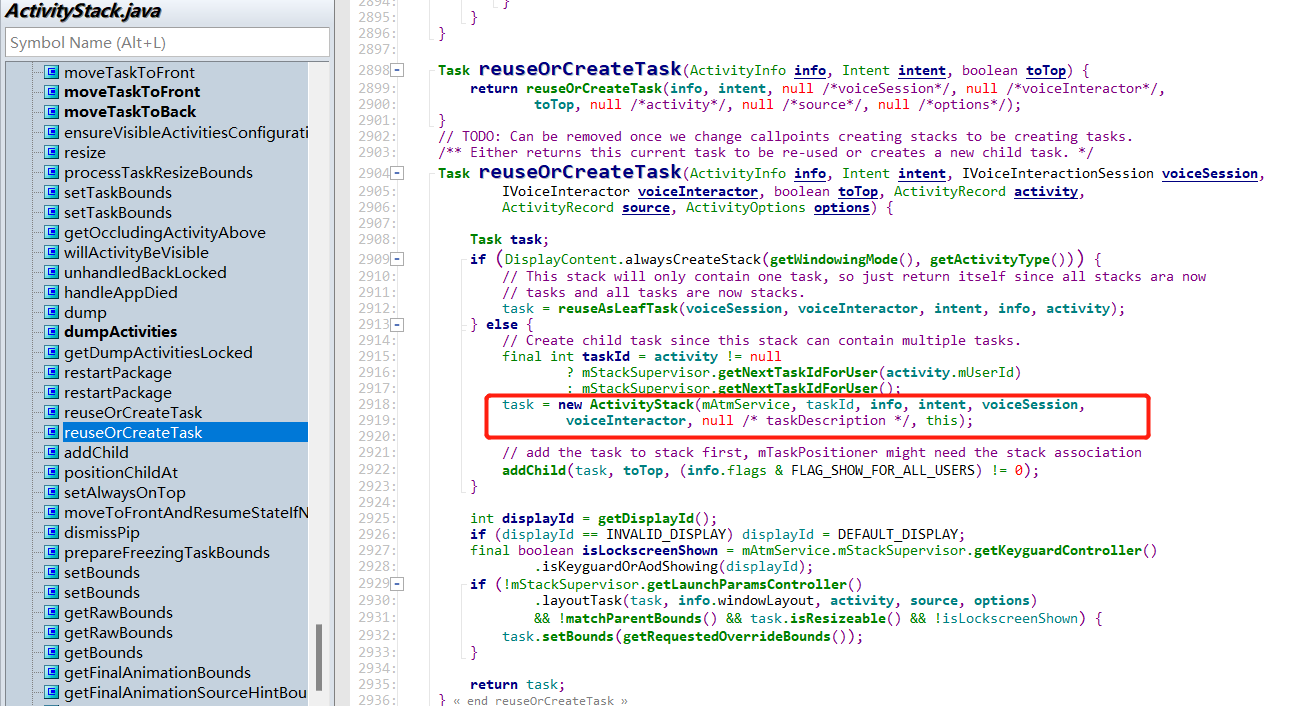 ActivityStack.java
Symbol Name (Alt+L)
moveTaskToFront
moveTaskToFront
moveTaskToBack
ensureVisibleActivitiesConfigurati
resize
processTaskResizeBounds
setTaskBounds
setTaskBounds
getOccludingActivityAbove
willActivityBeVisible
unhandledBackLocked
handleAppDied
dump
dumpActivities
getDumpActivitiesLocked
restartPackage
restartPackage
reuseOrCreateTask
reuseOrCreateTask
addChild
positionChildAt
setAlwaysOnTop
moveToFrontAndResumeStateIfN
dismissPip
prepareFreezingTaskBounds
setBounds
setBounds
getRawBounds
getRawBounds
getBounds
getFinalAnimationBounds
getFinalAnimationSourceHintBou
2894: }
2895: }
2896: }
2897:
2898: Task reuseOrCreateTask(ActivityInfo info, Intent intent, boolean toTop) {
2899: return reuseOrCreateTask(info, intent, null /*voiceSession*/, null /*voiceInteractor*/,
2900: toTop, null /*activity*/, null /*source*/, null /*options*/);
2901: }
2902: // TODO: Can be removed once we change callpoints creating stacks to be creating tasks.
2903: /** Either returns this current task to be re-used or creates a new child task. */
2904: Task reuseOrCreateTask(ActivityInfo info, Intent intent, IVoiceInteractionSession voiceSession,
2905: IVoiceInteractor voiceInteractor, boolean toTop, ActivityRecord activity,
2906: ActivityRecord source, ActivityOptions options) {
2907:
2908: Task task;
2909: if (DisplayContent.alwaysCreateStack(getWindowingMode(), getActivityType())) {
2910: // This stack will only contain one task, so just return itself since all stacks ara now
2911: // tasks and all tasks are now stacks.
2912: task = reuseAsLeafTask(voiceSession, voiceInteractor, intent, info, activity);
2913: } else {
2914: // Create child task since this stack can contain multiple tasks.
2915: final int taskId = activity != null
2916: ? mStackSupervisor.getNextTaskIdForUser(activity.mUserId)
2917: : mStackSupervisor.getNextTaskIdForUser();
2918: task = new ActivityStack(mAtmService, taskId, info, intent, voiceSession,
2919: voiceInteractor, null /* taskDescription */, this);
2920:
2921: // add the task to stack first, mTaskPositioner might need the stack association
2922: addChild(task, toTop, (info.flags & FLAG_SHOW_FOR_ALL_USERS) != 0);
2923: }
2924:
2925: int displayId = getDisplayId();
2926: if (displayId == INVALID_DISPLAY) displayId = DEFAULT_DISPLAY;
2927: final boolean isLockscreenShown = mAtmService.mStackSupervisor.getKeyguardController()
2928: .isKeyguardOrAodShowing(displayId);
2929: if (!mStackSupervisor.getLaunchParamsController()
2930: .layoutTask(task, info.windowLayout, activity, source, options)
2931: && !matchParentBounds() && task.isResizeable() && !isLockscreenShown) {
2932: task.setBounds(getRequestedOverrideBounds());
2933: }
2934:
2935: return task;
2936: } « end reuseOrCreateTask »